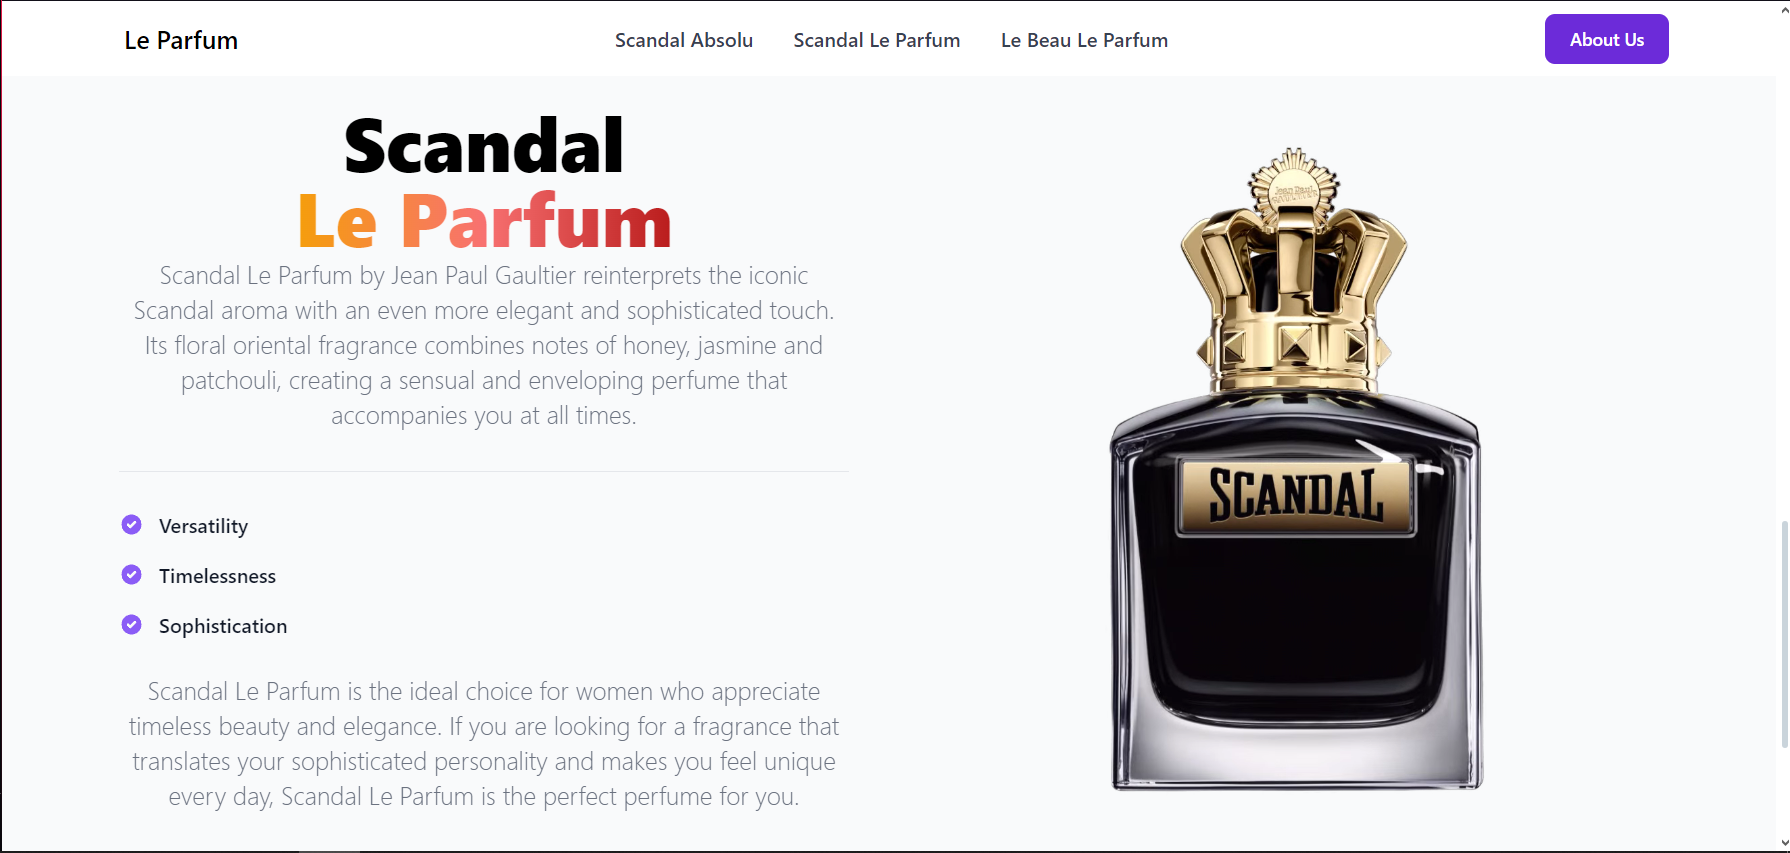 Le Parfum
Scandal Absolu
Scandal Le Parfum
Le Beau Le Parfum
About Us
Scandal
Le Parfum
Scandal Le Parfum by Jean Paul Gaultier reinterprets the iconic
Scandal aroma with an even more elegant and sophisticated touch.
Its floral oriental fragrance combines notes of honey, jasmine and
patchouli, creating a sensual and enveloping perfume that
accompanies you at all times.
Versatility
Timelessness
Sophistication
Scandal Le Parfum is the ideal choice for women who appreciate
timeless beauty and elegance. If you are looking for a fragrance that
translates your sophisticated personality and makes you feel unique
every day, Scandal Le Parfum is the perfect perfume for you.
Jean Paul
GAULTIER
SCANDAL